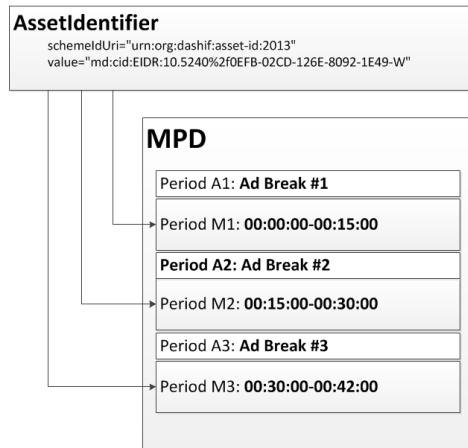 AssetIdentifier
schemeIdUri="urn:org:dashif:asset-id:2013"
value="md:cid:EIDR:10.5240%2f0EFB-02CD-126E-8092-1E49-W"
MPD
Period A1: Ad Break #1
Period M1: 00:00:00-00:15:00
Period A2: Ad Break #2
Period M2: 00:15:00-00:30:00
Period A3: Ad Break #3
Period M3: 00:30:00-00:42:00